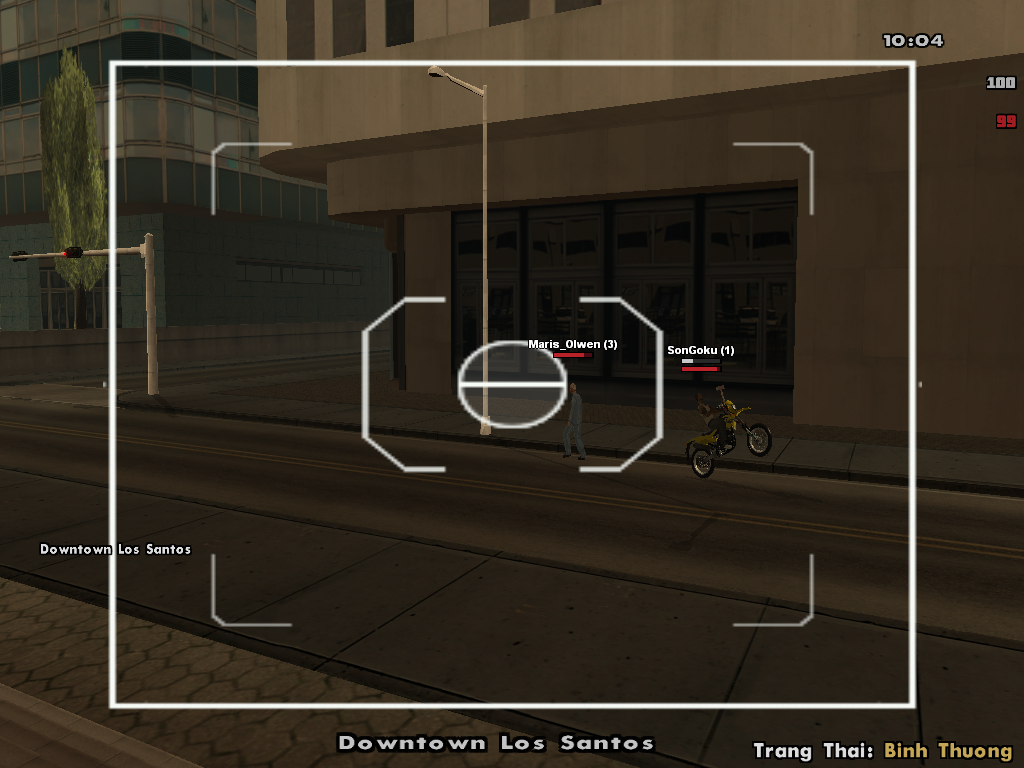 10:04
100
99
Maris_Olwen (3)
SonGoku (1)
Downtown Los Santos
Downtown Los Santos
Trang Thai: Binh Thuong